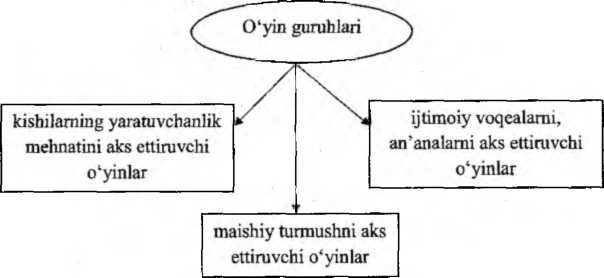 O‘yin guruhlari
kishilarning yaratuvchanlik
mehnatini aks ettiruvchi
o‘yinlar
ijtimoiy voqealarni,
an’analarni aks ettiruvchi
o‘yinlar
maishiy turmushni aks
ettiruvchi o‘yinlar